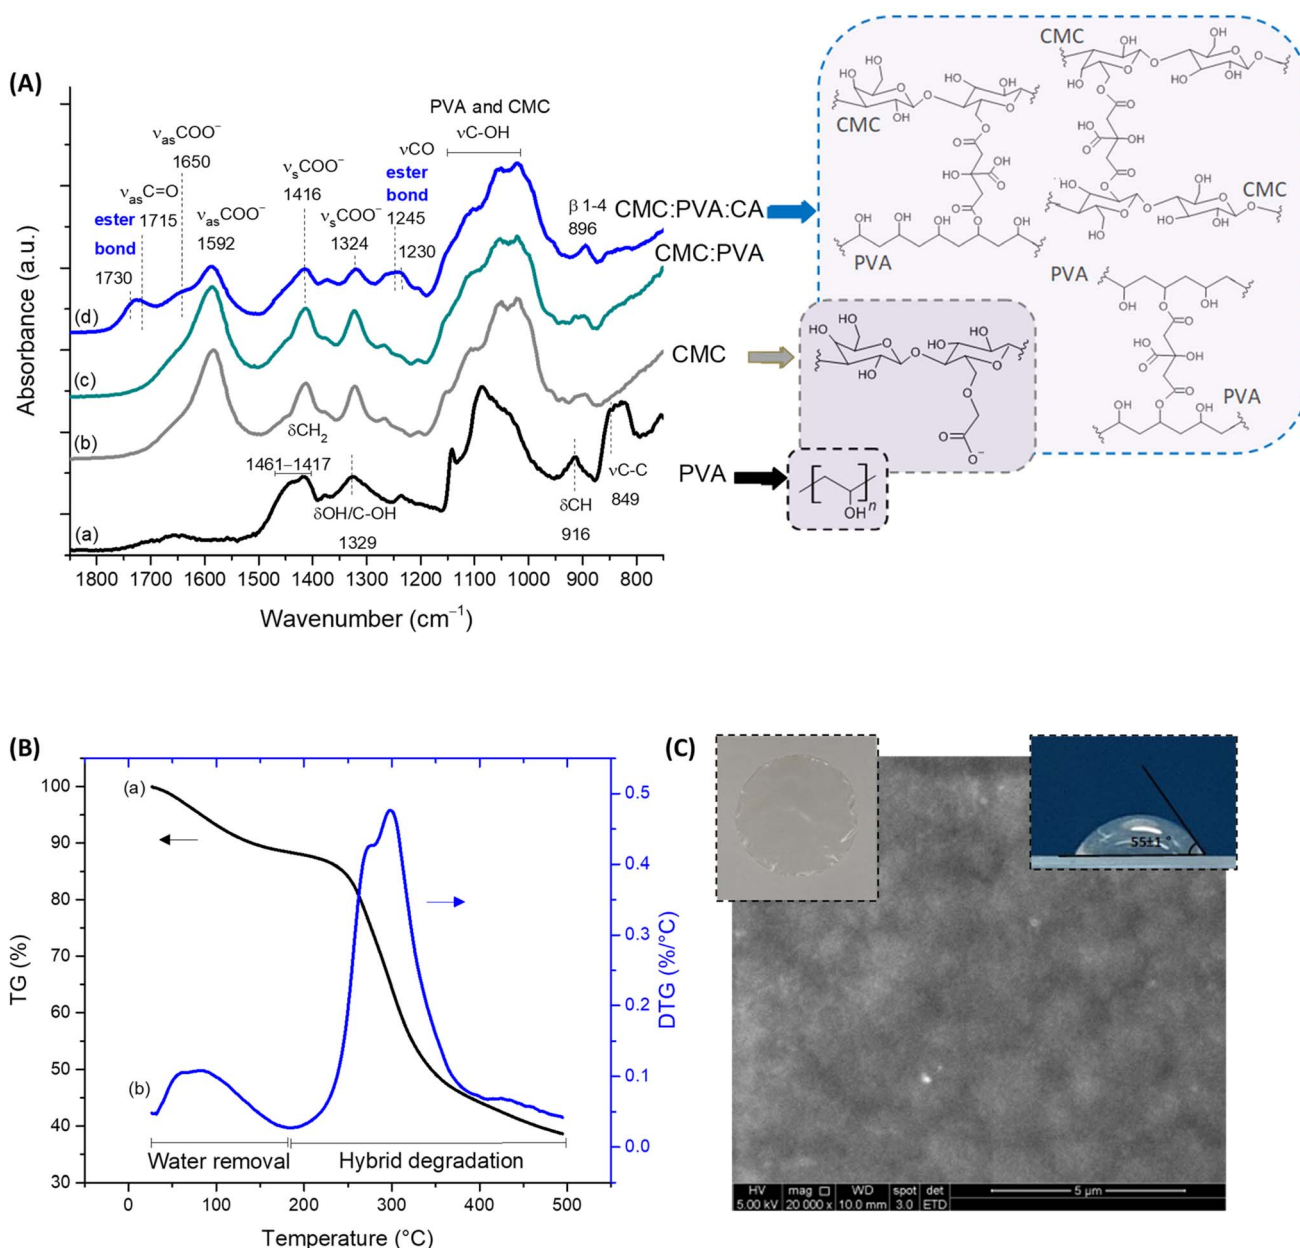 (A)
PVA and CMC
νC-OH
νasCOO⁻
1650
νasC=O
ester 1715
bond
1730
νasCOO⁻
1592
νsCOO⁻
1416
νsCOO⁻
1324
νCO
ester
bond
1245
1230
β 1-4
896
CMC:PVA:CA
CMC:PVA
CMC
PVA
(d)
(c)
(b)
(a)
δCH₂
1461–1417
δOH/C-OH
1329
δCH
916
νC-C
849
Absorbance (a.u.)
1800 1700 1600 1500 1400 1300 1200 1100 1000 900 800
Wavenumber (cm⁻¹)
CMC
PVA
CMC
CMC
PVA
PVA
OH
HO
O
O⁻
n
(B)
(a)
(b)
100
90
80
70
60
50
40
30
TG (%)
0.5
0.4
0.3
0.2
0.1
0.0
DTG (%/°C)
Water removal
Hybrid degradation
0 100 200 300 400 500
Temperature (°C)
(C)
55±1°
HV mag WD spot det
5.00 kV 20 000 x 10.0 mm 3.0 ETD
5 µm